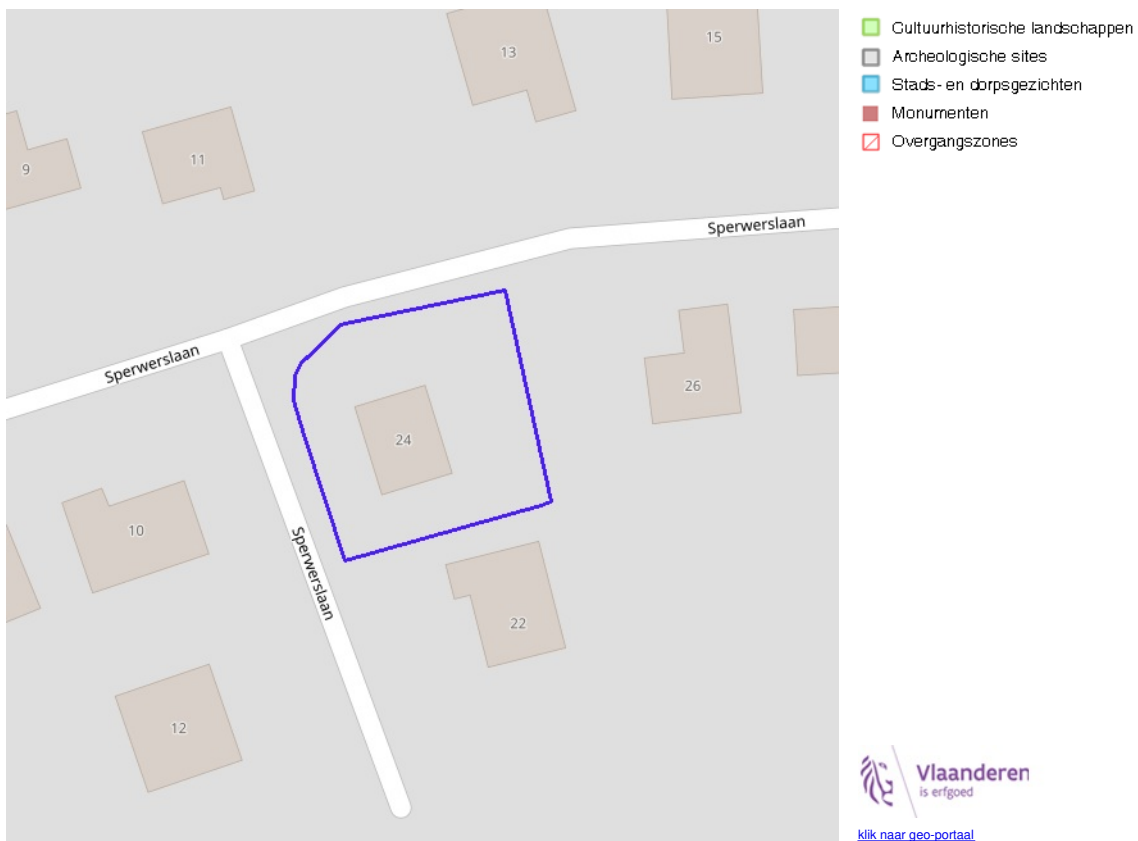 13
15
9
11
Sperwerslaan
Sperwerslaan
26
24
10
Sperwerslaan
22
12
Cultuurhistorische landschappen
Archeologische sites
Stads- en dorpsgezichten
Monumenten
Overgangszones
Vlaanderen
is erfgoed
klik naar geo-portaal